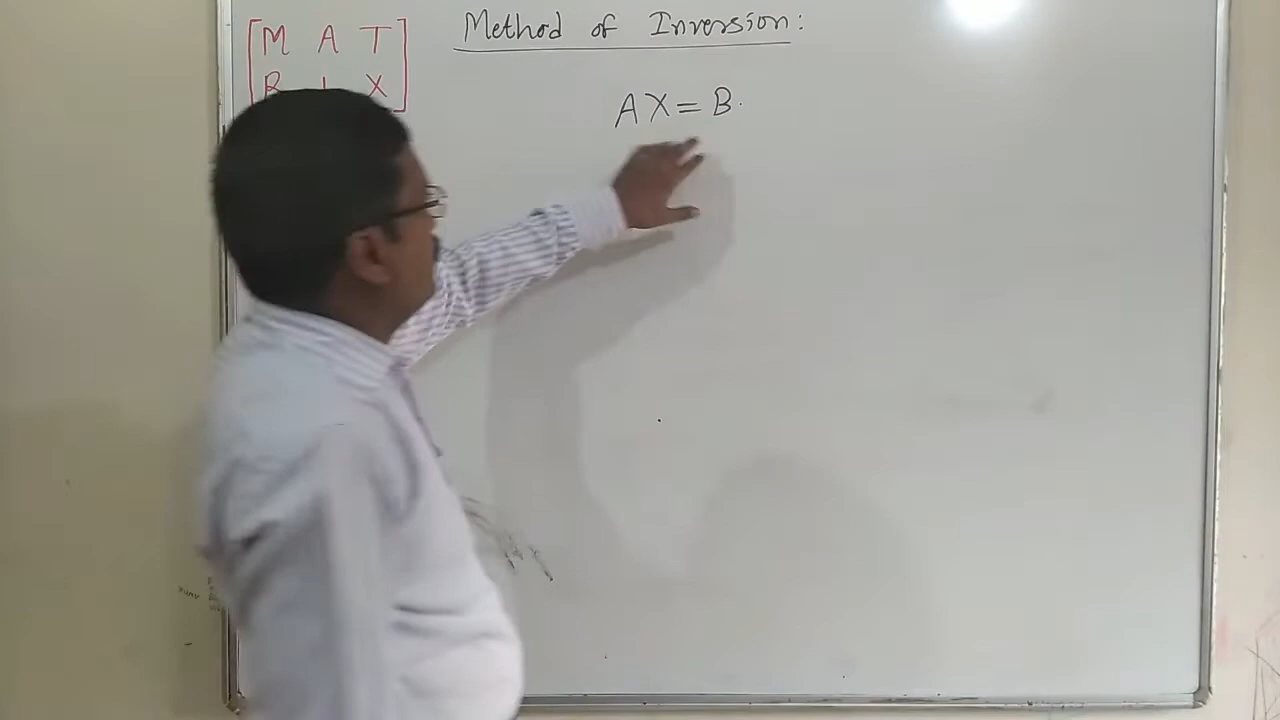 [M A T
R I X]
Method of Inversion:
AX = B.